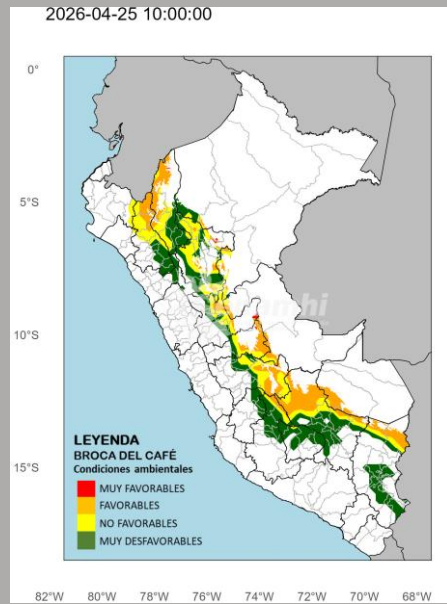 2026-04-25 10:00:00
0°
5°S
10°S
15°S
LEYENDA
BROCA DEL CAFÉ
Condiciones ambientales
MUY FAVORABLES
FAVORABLES
NO FAVORABLES
MUY DESFAVORABLES
82°W 80°W 78°W 76°W 74°W 72°W 70°W 68°W